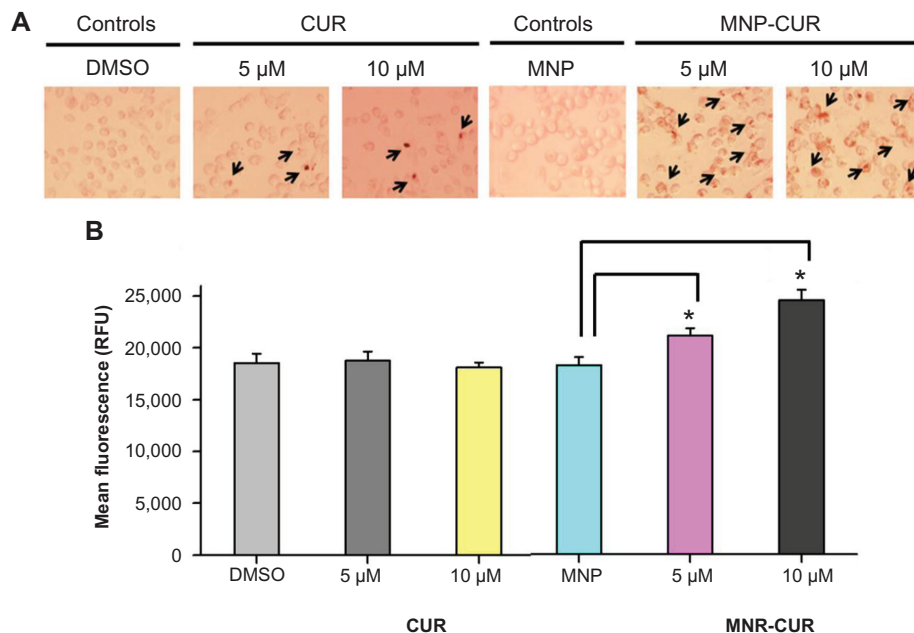 A
Controls CUR Controls MNP-CUR
DMSO 5 µM 10 µM MNP 5 µM 10 µM
B
Mean fluorescence (RFU)
25,000
20,000
15,000
10,000
5,000
0
* *
DMSO 5 µM 10 µM MNP 5 µM 10 µM
CUR MNR-CUR